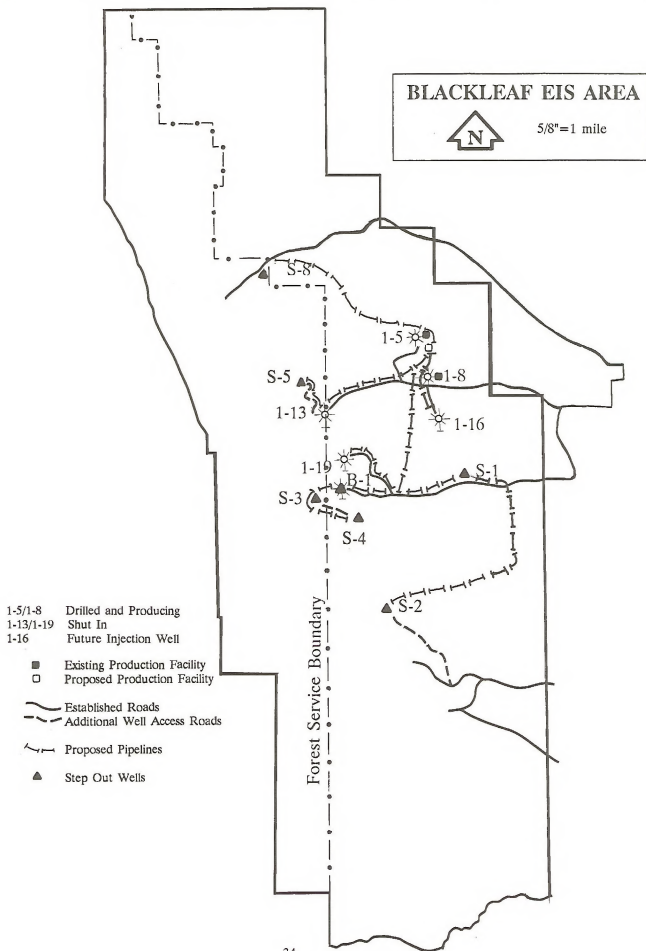 BLACKLEAF EIS AREA
N
5/8"=1 mile
S-8
1-5
1-8
S-5
1-13
1-16
1-19
B-1
S-1
S-3
S-4
S-2
Forest Service Boundary
1-5/1-8 Drilled and Producing
1-13/1-19 Shut In
1-16 Future Injection Well
Existing Production Facility
Proposed Production Facility
Established Roads
Additional Well Access Roads
Proposed Pipelines
Step Out Wells